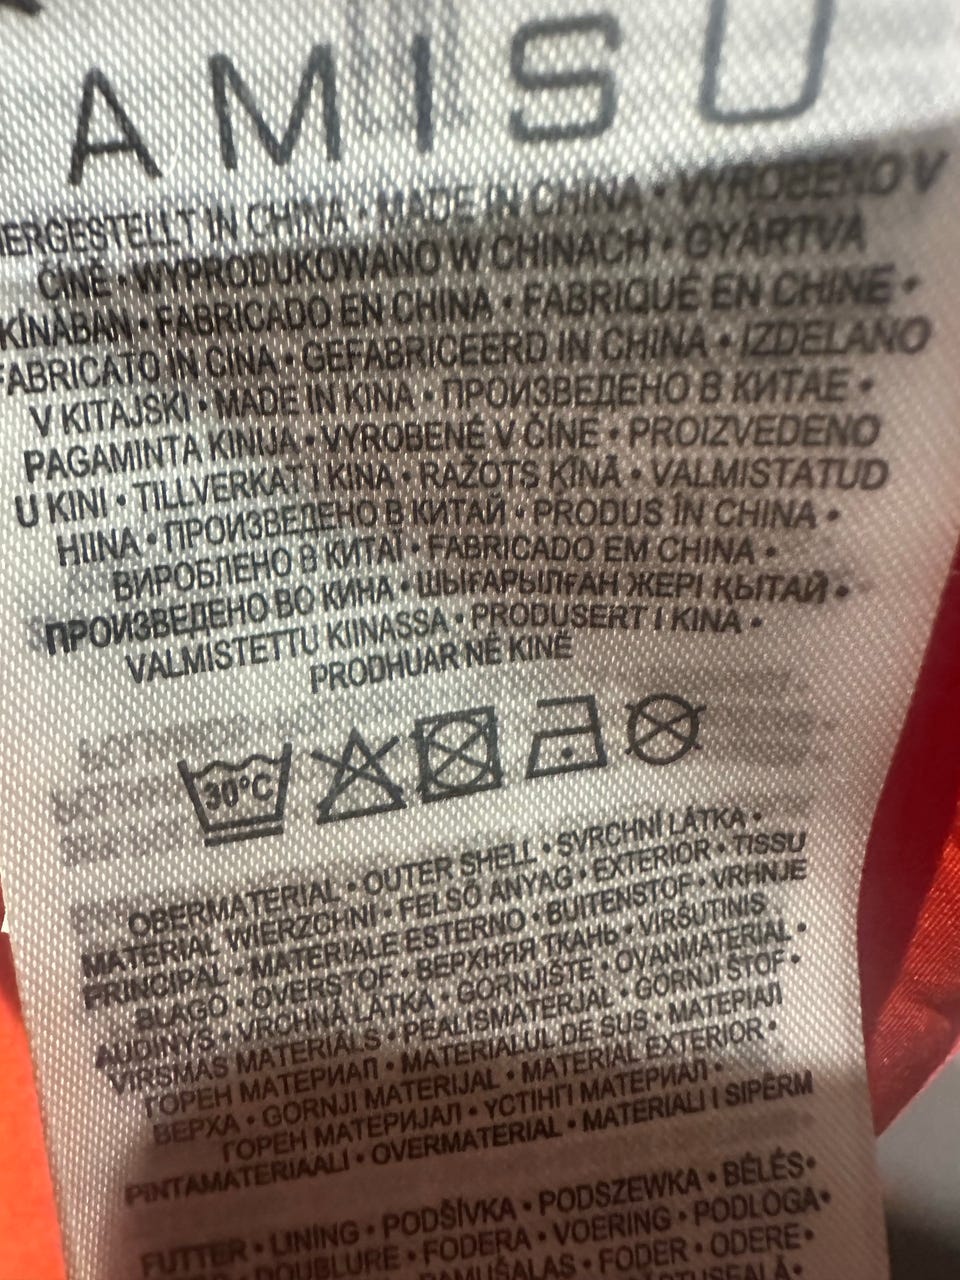 AMISU
HERGESTELLT IN CHINA • MADE IN CHINA • VYROBENO V
ČÍNĚ • WYPRODUKOWANO W CHINACH • GYÁRTVA
KÍNÁBAN • FABRICADO EN CHINA • FABRIQUÉ EN CHINE •
FABRICATO IN CINA • GEFABRICEERD IN CHINA • IZDELANO
V KITAJSKI • MADE IN KINA • ПРОИЗВЕДЕНО В КИТАЕ •
PAGAMINTA KINIJA • VYROBENÉ V ČÍNE • PROIZVEDENO
U KINI • TILLVERKAT I KINA • RAŽOTS ĶĪNĀ • VALMISTATUD
HIINA • ПРОИЗВЕДЕНО В КИТАЙ • PRODUS ÎN CHINA •
ВИРОБЛЕНО В КИТАЇ • FABRICADO EM CHINA •
ПРОИЗВЕДЕНО ВО КИНА • ШЫҒАРЫЛҒАН ЖЕРІ ҚЫТАЙ •
VALMISTETTU KIINASSA • PRODUSERT I KINA •
PRODHUAR NË KINË
30°C
OBERMATERIAL • OUTER SHELL • SVRCHNÍ LÁTKA •
MATERIAŁ WIERZCHNI • FELSŐ ANYAG • EXTERIOR • TISSU
PRINCIPAL • MATERIALE ESTERNO • BUITENSTOF • VRHNJE
BLAGO • OVERSTOF • ВЕРХНЯЯ ТКАНЬ • VIRŠUTINIS
AUDINYS • VRCHNÁ LÁTKA • GORNJIŠTE • OVANMATERIAL •
VIRSMAS MATERIĀLS • PEALISMATERJAL • GORNJI ŠTOF •
ГОРЕН МАТЕРИАЛ • MATERIALUL DE SUS • МАТЕРІАЛ
ВЕРХА • GORNJI MATERIJAL • MATERIAL EXTERIOR •
ГОРЕН МАТЕРИЈАЛ • ҮСТІҢГІ МАТЕРИАЛ •
PINTAMATERIAALI • OVERMATERIAL • MATERIALI I SIPËRM
FUTTER • LINING • PODŠÍVKA • PODSZEWKA • BÉLÉS •
DOUBLURE • FODERA • VOERING • PODLOGA •
PAMUŠALAS • FODER • ODERE •